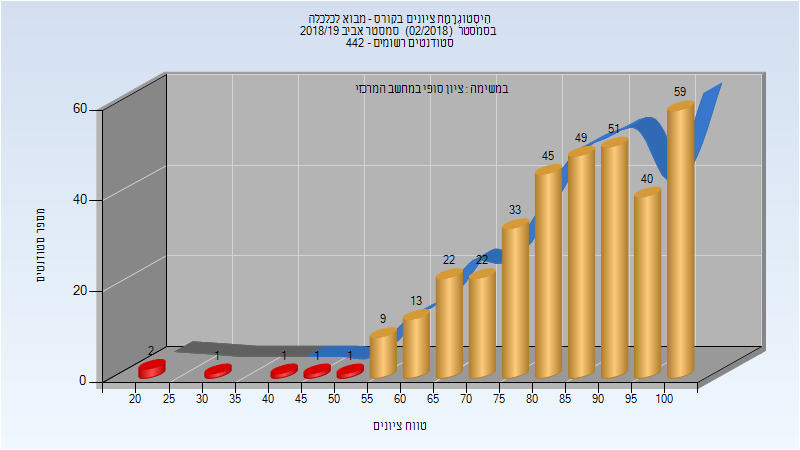 היסטוגרמת ציונים בקורס - מבוא לכלכלה
בסמסטר (02/2018) סמסטר אביב 2018/19
סטודנטים רשומים - 442
במשימה : ציון סופי במחשב המרכזי
מספר סטודנטים
60
40
20
0
2
1
1
1
1
9
13
22
22
33
45
49
51
40
59
20 25 30 35 40 45 50 55 60 65 70 75 80 85 90 95 100
טווח ציונים